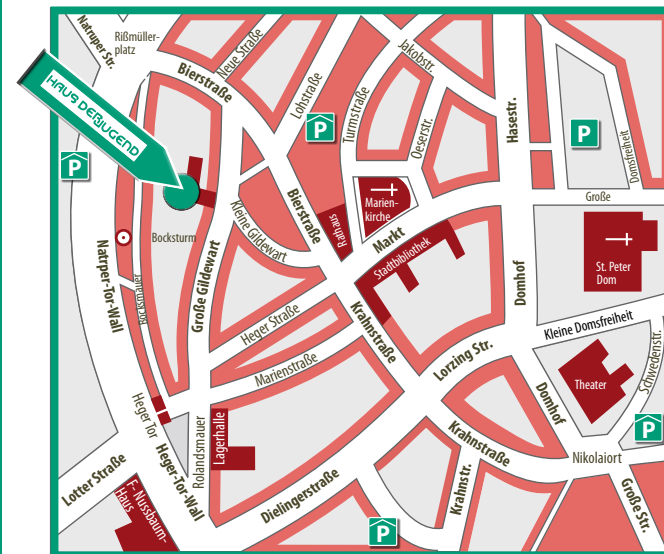 Natruper Str.
Rißmüller-
platz
Bierstraße
Neue Straße
Lohstraße
Turmstraße
Jakobstr.
Oeserstr.
Hasestr.
Domsfreiheit
Große
HAUS DER JUGEND
P
P
P
Bocksturm
Bocksmauer
Natrper-Tor-Wall
Große Gildewart
Kleine Gildewart
Bierstraße
Rathaus
Marien-
kirche
Markt
Stadtbibliothek
Domhof
St. Peter
Dom
Kleine Domsfreiheit
Schwedenstr.
Theater
Domhof
Heger Straße
Marienstraße
Krahnstraße
Lorzing Str.
Heger Tor
Heger-Tor-Wall
Rolandsmauer
Lagerhalle
Lotter Straße
F- Nussbaum-
Haus
Dielingerstraße
Krahnstraße
Krahnstr.
Nikolaiort
Große Str.
P
P